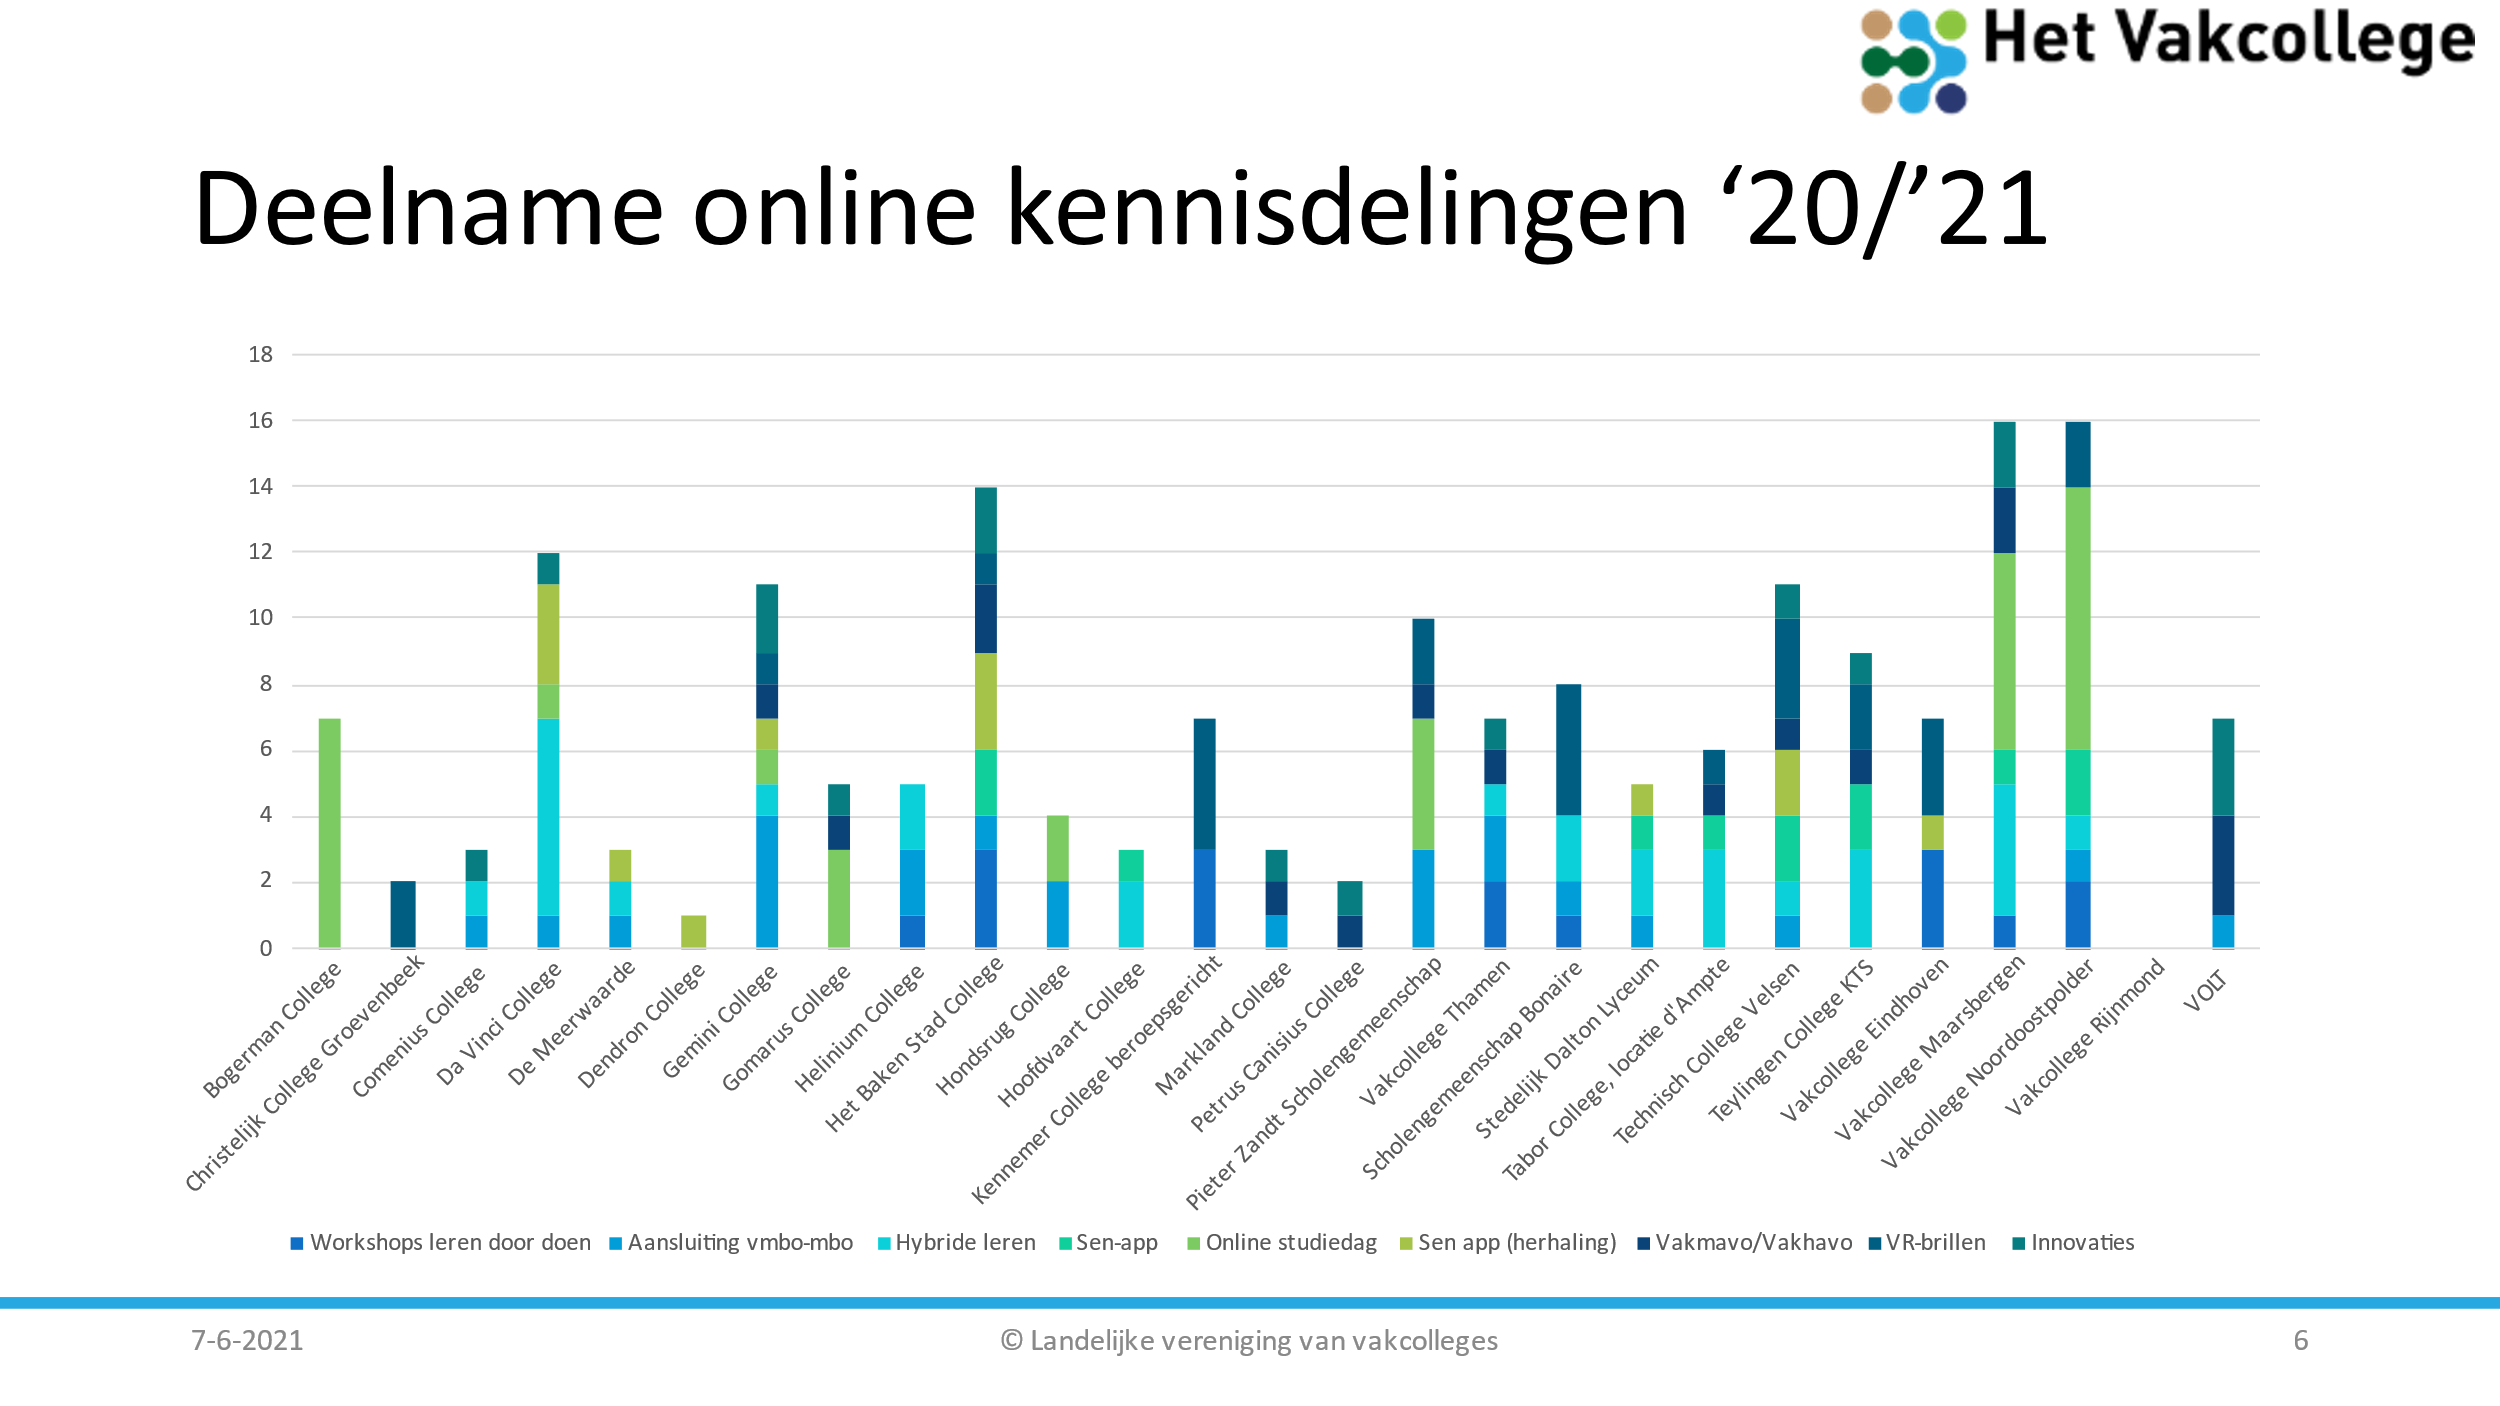 Het Vakcollege
Deelname online kennisdelingen ‘20/’21
18
16
14
12
10
8
6
4
2
0
Bogerman College
Christelijk College Groevenbeek
Comenius College
Da Vinci College
De Meerwaarde
Dendron College
Gemini College
Gomarus College
Helinium College
Het Baken Stad College
Hondsrug College
Hoofdvaart College
Kennemer College beroepsgericht
Markland College
Petrus Canisius College
Pieter Zandt Scholengemeenschap
Vakcollege Thamen
Scholengemeenschap Bonaire
Stedelijk Dalton Lyceum
Tabor College, locatie d'Ampte
Technisch College Velsen
Teylingen College KTS
Vakcollege Eindhoven
Vakcollege Maarsbergen
Vakcollege Noordoostpolder
Vakcollege Rijnmond
VOLT
Workshops leren door doen Aansluiting vmbo-mbo Hybride leren Sen-app Online studiedag Sen app (herhaling) Vakmavo/Vakhavo VR-brillen Innovaties
7-6-2021 © Landelijke vereniging van vakcolleges 6